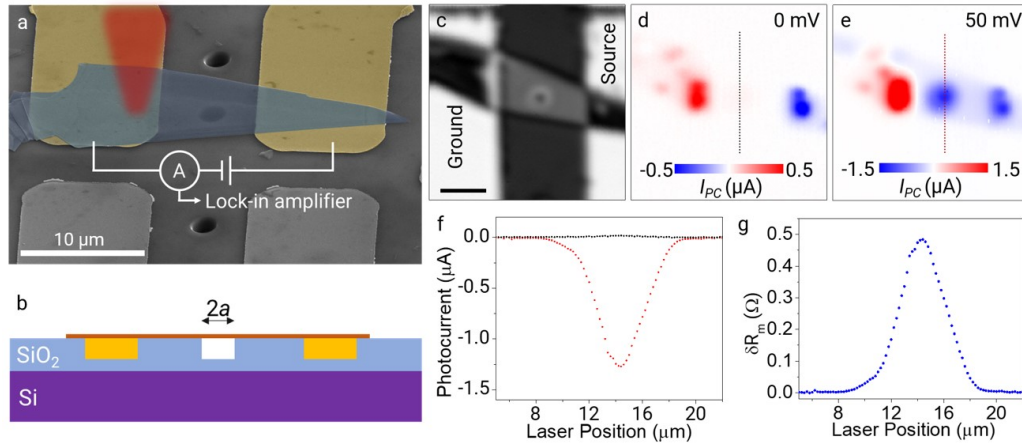 a
A
Lock-in amplifier
10 µm
b
2a
SiO2
Si
c
Ground
Source
d
0 mV
-0.5
0.5
IPC (µA)
e
50 mV
-1.5
1.5
IPC (µA)
f
Photocurrent (µA)
0.0
-0.5
-1.0
-1.5
8
12
16
20
Laser Position (µm)
g
δRm (Ω)
0.5
0.4
0.3
0.2
0.1
0.0
8
12
16
20
Laser Position (µm)